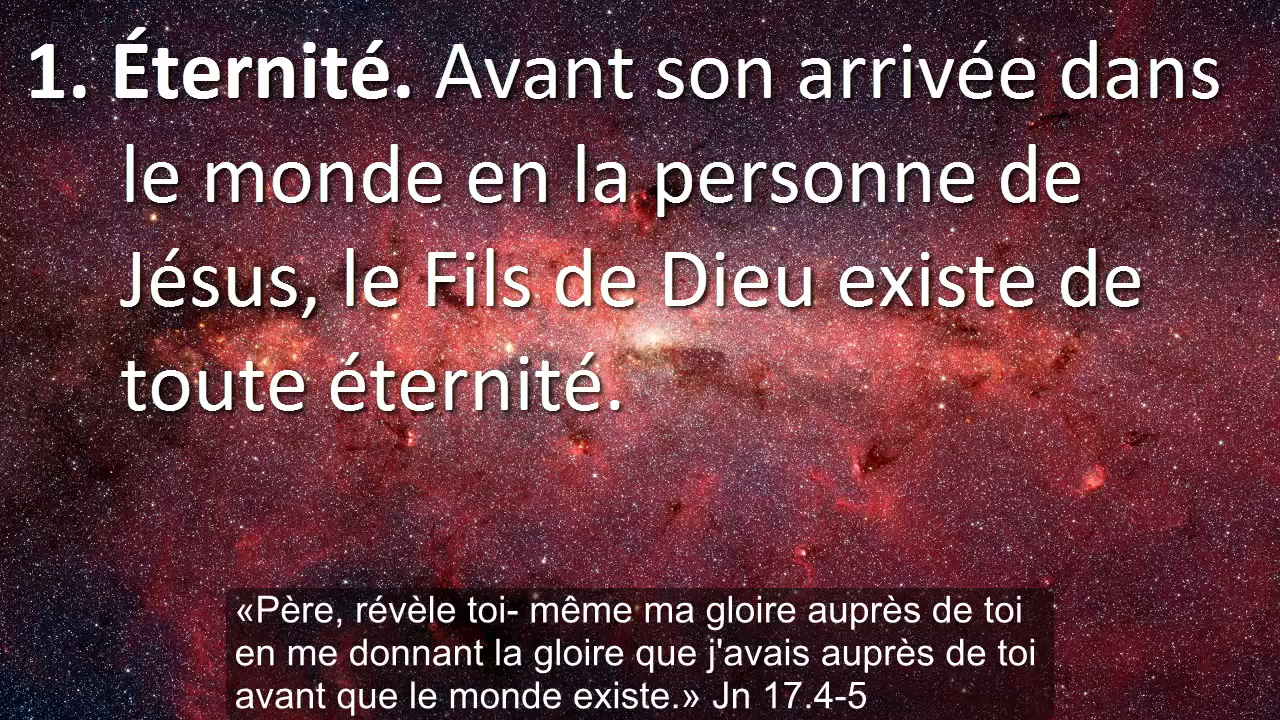 1. Éternité. Avant son arrivée dans
le monde en la personne de
Jésus, le Fils de Dieu existe de
toute éternité.
«Père, révèle toi- même ma gloire auprès de toi
en me donnant la gloire que j'avais auprès de toi
avant que le monde existe.» Jn 17.4-5